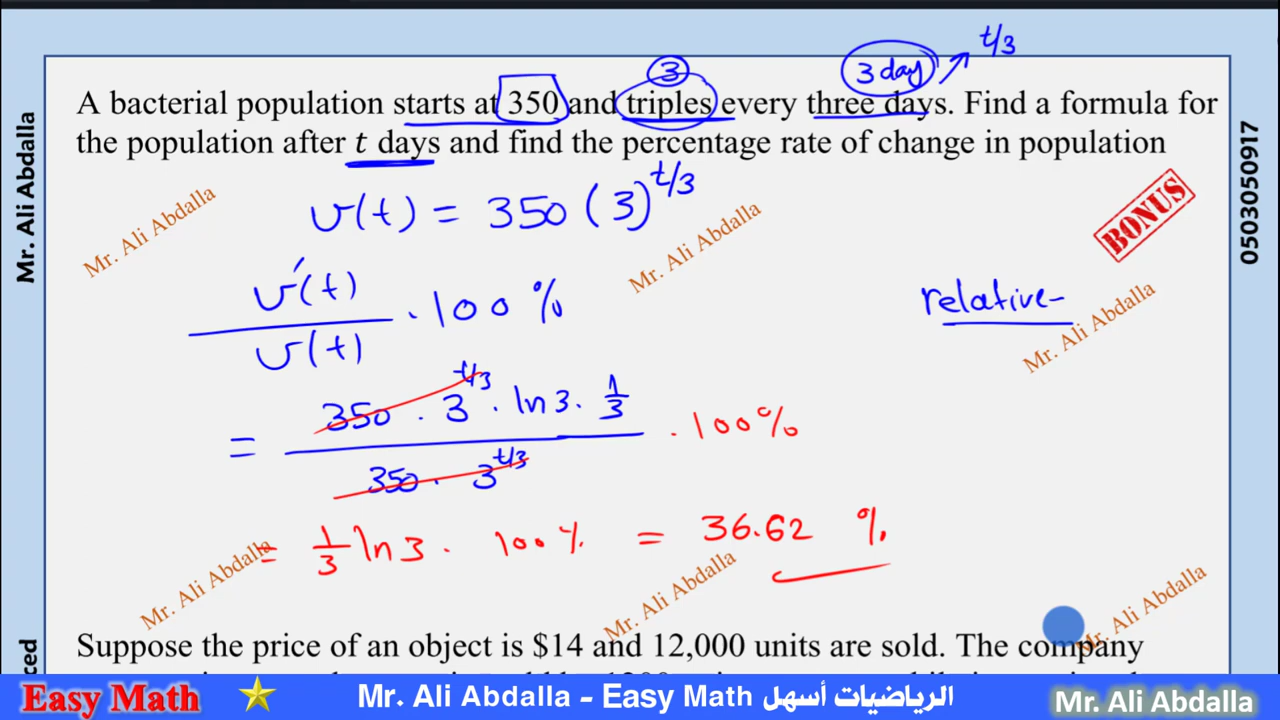 t/3
3
3 day
A bacterial population starts at 350 and triples every three days. Find a formula for
the population after t days and find the percentage rate of change in population
v(t) = 350 (3)^t/3
BONUS
v'(t)
v(t)
. 100 %
relative-
= 350 . 3^t/3 . ln 3 . 1/3
350 . 3^t/3
. 100%
= 1/3 ln 3 . 100% = 36.62 %
Suppose the price of an object is $14 and 12,000 units are sold. The company
Mr. Ali Abdalla
0503050917
Mr. Ali Abdalla
Mr. Ali Abdalla
Mr. Ali Abdalla
Mr. Ali Abdalla
Mr. Ali Abdalla
Mr. Ali Abdalla
ced
Easy Math
Mr. Ali Abdalla - Easy Math الرياضيات أسهل
Mr. Ali Abdalla